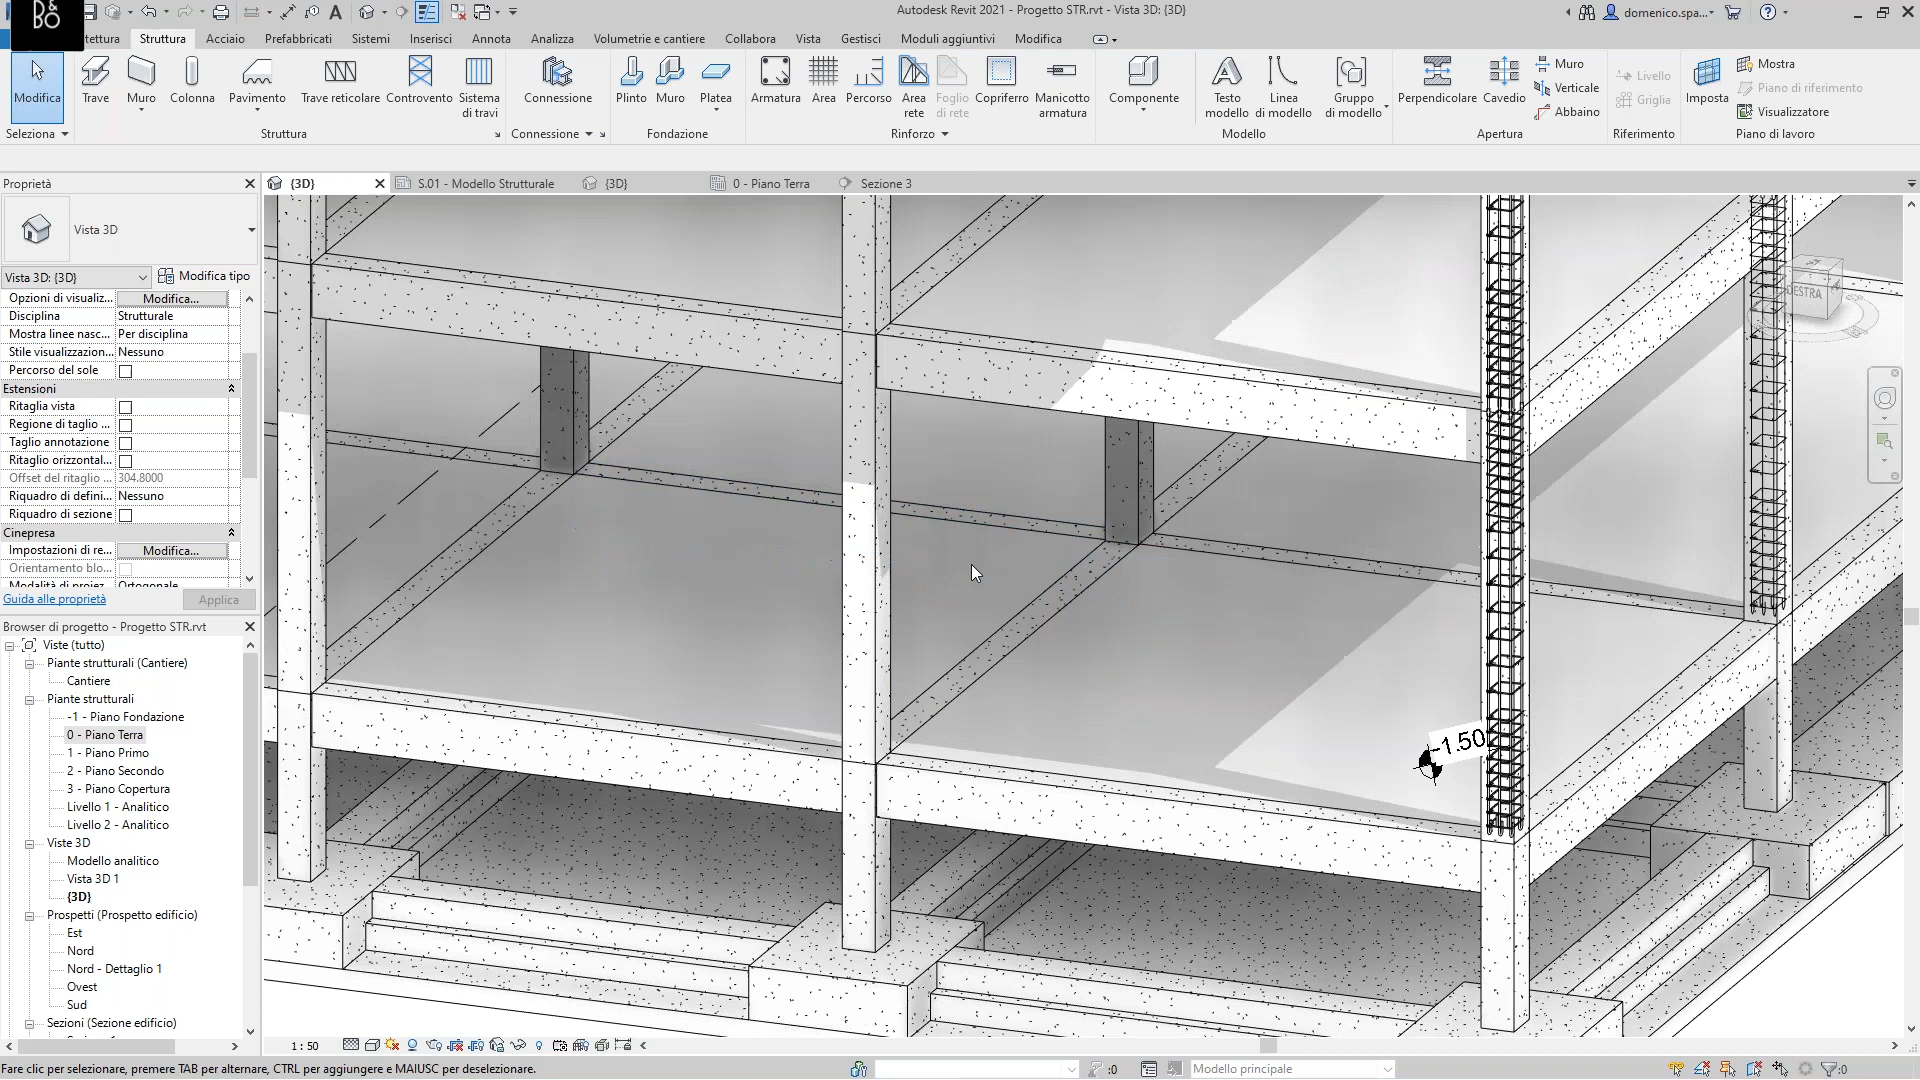 D&
BO
Autodesk Revit 2021 - Progetto STR.rvt - Vista 3D: {3D}
domenico.spa...
Struttura
Acciaio
Prefabbricati
Sistemi
Inserisci
Annota
Analizza
Volumetrie e cantiere
Collabora
Vista
Gestisci
Moduli aggiuntivi
Modifica
Modifica
Trave
Muro
Colonna
Pavimento
Trave reticolare
Controvento
Sistema
di travi
Connessione
Plinto
Muro
Platea
Armatura
Area
Percorso
Area
rete
Foglio
di rete
Copriferro
Manicotto
armatura
Componente
Testo
modello
Linea
di modello
Gruppo
di modello
Perpendicolare
Cavedio
Muro
Verticale
Abbaino
Livello
Griglia
Imposta
Mostra
Piano di riferimento
Visualizzatore
Seleziona
Struttura
Connessione
Fondazione
Rinforzo
Modello
Apertura
Riferimento
Piano di lavoro
Proprietà
{3D}
S.01 - Modello Strutturale
{3D}
0 - Piano Terra
Sezione 3
Vista 3D
Vista 3D: {3D}
Modifica tipo
Opzioni di visualiz...
Modifica...
Disciplina
Strutturale
Mostra linee nasc...
Per disciplina
Stile visualizzazion...
Nessuno
Percorso del sole
Estensioni
Ritaglia vista
Regione di taglio ...
Taglio annotazione
Ritaglio orizzontal...
Offset del ritaglio ...
304.8000
Riquadro di defini...
Nessuno
Riquadro di sezione
Cinepresa
Impostazioni di re...
Modifica...
Orientamento blo...
Modalità di proiez...
Ortogonale
Guida alle proprietà
Applica
Browser di progetto - Progetto STR.rvt
Viste (tutto)
Piante strutturali (Cantiere)
Cantiere
Piante strutturali
-1 - Piano Fondazione
0 - Piano Terra
1 - Piano Primo
2 - Piano Secondo
3 - Piano Copertura
Livello 1 - Analitico
Livello 2 - Analitico
Viste 3D
Modello analitico
Vista 3D 1
{3D}
Prospetti (Prospetto edificio)
Est
Nord
Nord - Dettaglio 1
Ovest
Sud
Sezioni (Sezione edificio)
DESTRA
-1.50
1 : 50
Fare clic per selezionare, premere TAB per alternare, CTRL per aggiungere e MAIUSC per deselezionare.
:0
Modello principale
:0